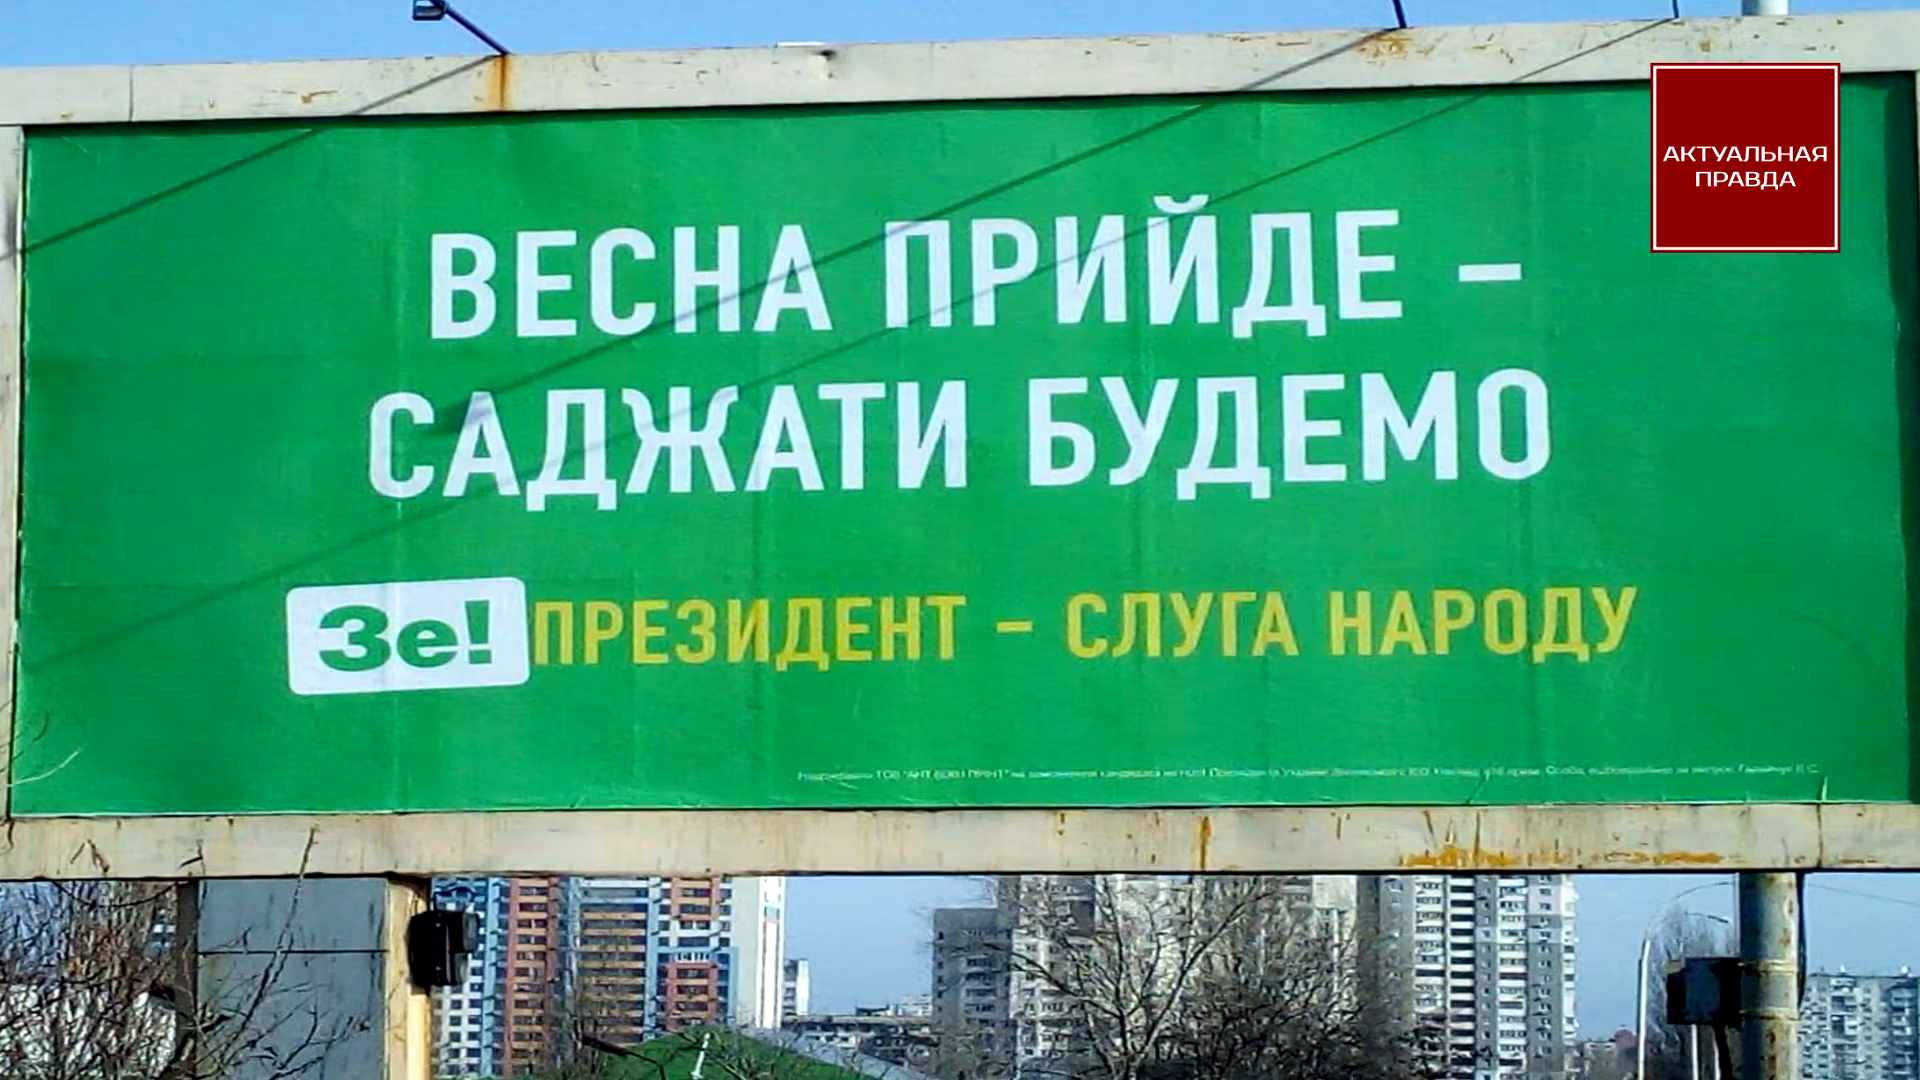 АКТУАЛЬНАЯ
ПРАВДА
ВЕСНА ПРИЙДЕ –
САДЖАТИ БУДЕМО
Зе! ПРЕЗИДЕНТ – СЛУГА НАРОДУ